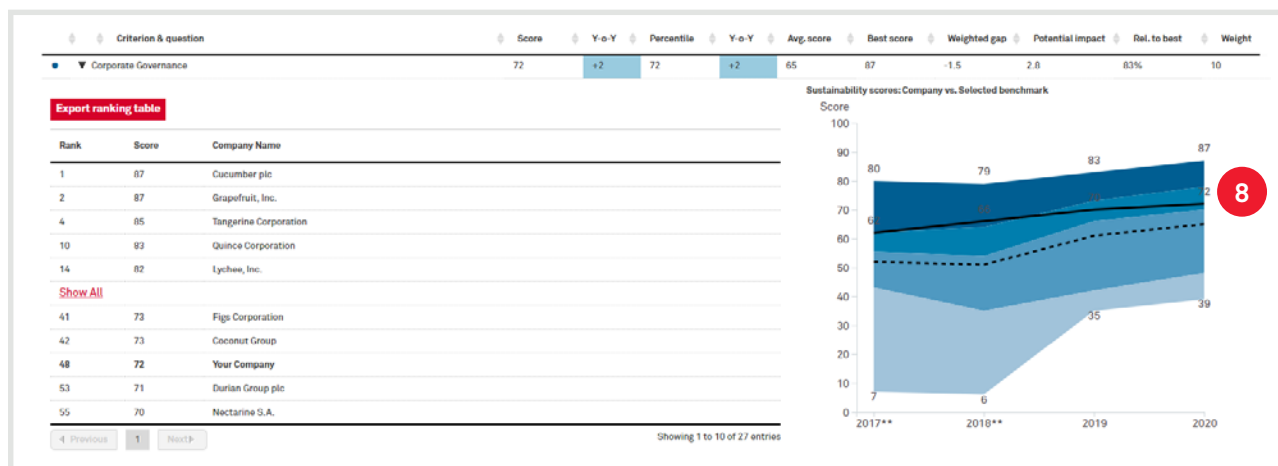 Criterion & question Score Y-o-Y Percentile Y-o-Y Avg. score Best score Weighted gap Potential impact Rel. to best Weight
Corporate Governance 72 +2 72 +2 65 87 -1.5 2.8 83% 10
Export ranking table
Rank Score Company Name
1 87 Cucumber plc
2 87 Grapefruit, Inc.
4 85 Tangerine Corporation
10 83 Quince Corporation
14 82 Lychee, Inc.
Show All
41 73 Figs Corporation
42 73 Coconut Group
48 72 Your Company
53 71 Durian Group plc
55 70 Nectarine S.A.
Previous 1 Next
Showing 1 to 10 of 27 entries
Sustainability scores: Company vs. Selected benchmark
Score
100
90
80
70
60
50
40
30
20
10
0
80 79 83 87
7 6 35 39
2017** 2018** 2019 2020
8